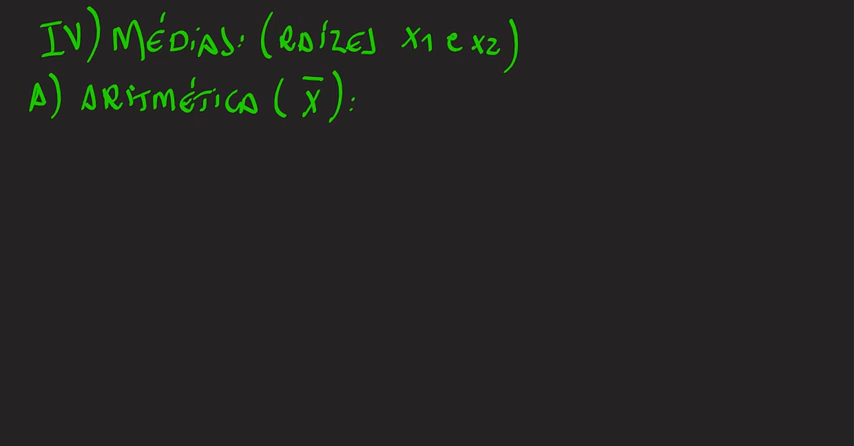 IV) MÉDIAS: (RAÍZES x1 e x2)
A) ARITMÉTICA ( x̅ ):